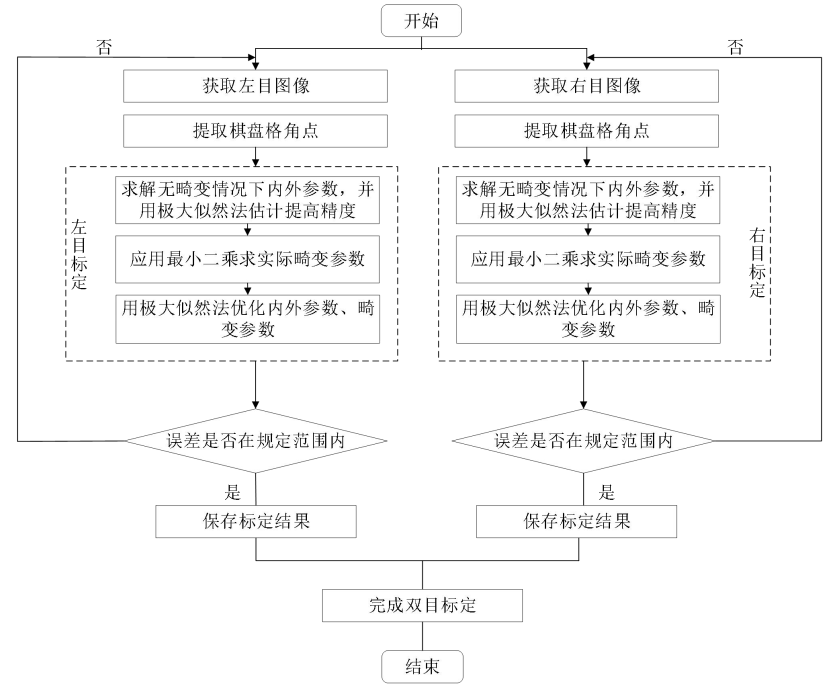 开始
否
否
获取左目图像
获取右目图像
提取棋盘格角点
提取棋盘格角点
左目标定
求解无畸变情况下内外参数，并
用极大似然法估计提高精度
应用最小二乘求实际畸变参数
用极大似然法优化内外参数、畸
变参数
求解无畸变情况下内外参数，并
用极大似然法估计提高精度
应用最小二乘求实际畸变参数
用极大似然法优化内外参数、畸
变参数
右目标定
误差是否在规定范围内
误差是否在规定范围内
是
是
保存标定结果
保存标定结果
完成双目标定
结束